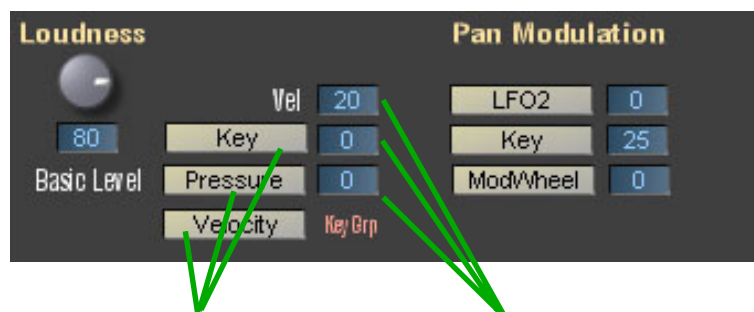 Loudness Pan Modulation
Vel 20 LFO2 0
80 Key 0 Key 25
Basic Level Pressure 0 ModWheel 0
Velocity Key Grp